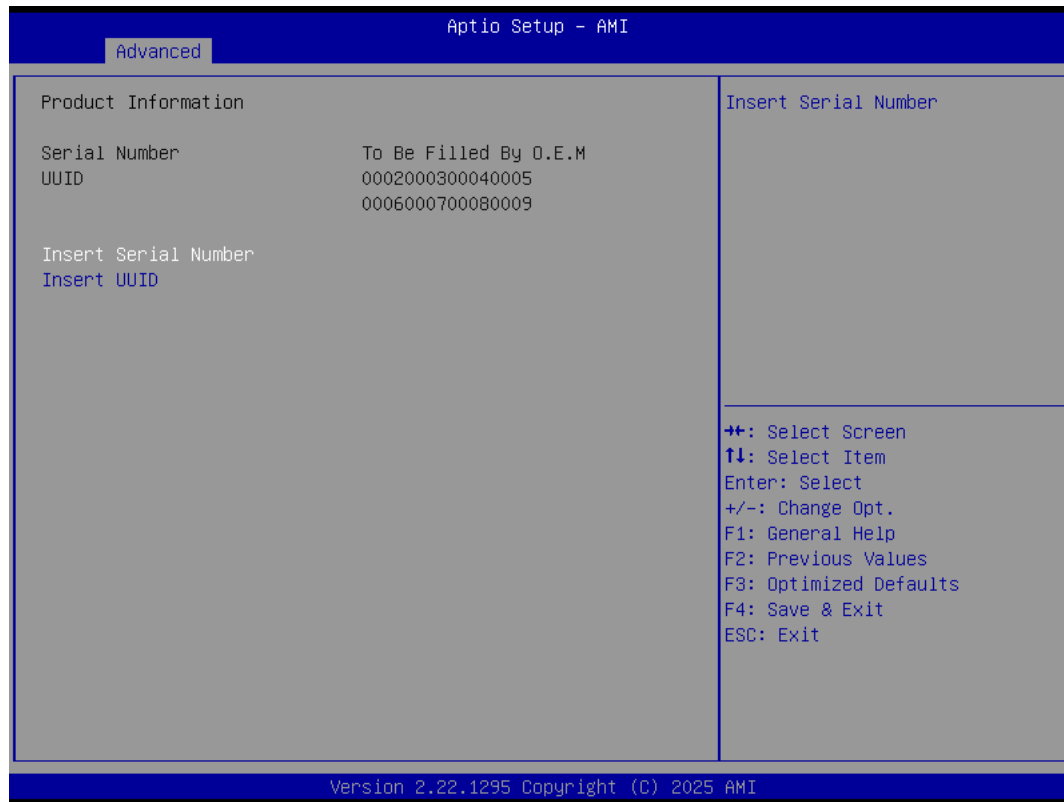 Aptio Setup – AMI
Advanced
Product Information
Serial Number To Be Filled By O.E.M
UUID 0002000300040005
0006000700080009
Insert Serial Number
Insert UUID
Insert Serial Number
→←: Select Screen
↑↓: Select Item
Enter: Select
+/-: Change Opt.
F1: General Help
F2: Previous Values
F3: Optimized Defaults
F4: Save & Exit
ESC: Exit
Version 2.22.1295 Copyright (C) 2025 AMI